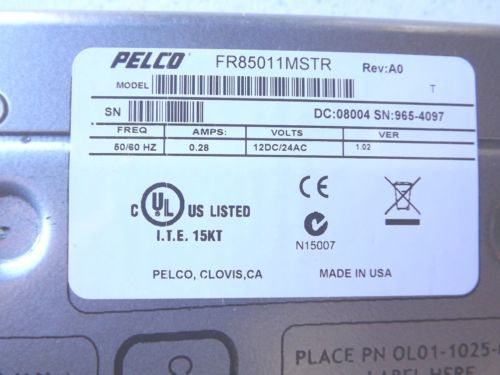 PELCO FR85011MSTR Rev:A0
MODEL T
SN DC:08004 SN:965-4097
FREQ AMPS: VOLTS VER
50/60 HZ 0.28 12DC/24AC 1.02
C UL US LISTED
I.T.E. 15KT
CE
N
N15007
PELCO, CLOVIS,CA MADE IN USA
PLACE PN OL01-1025-
LABEL HERE
C